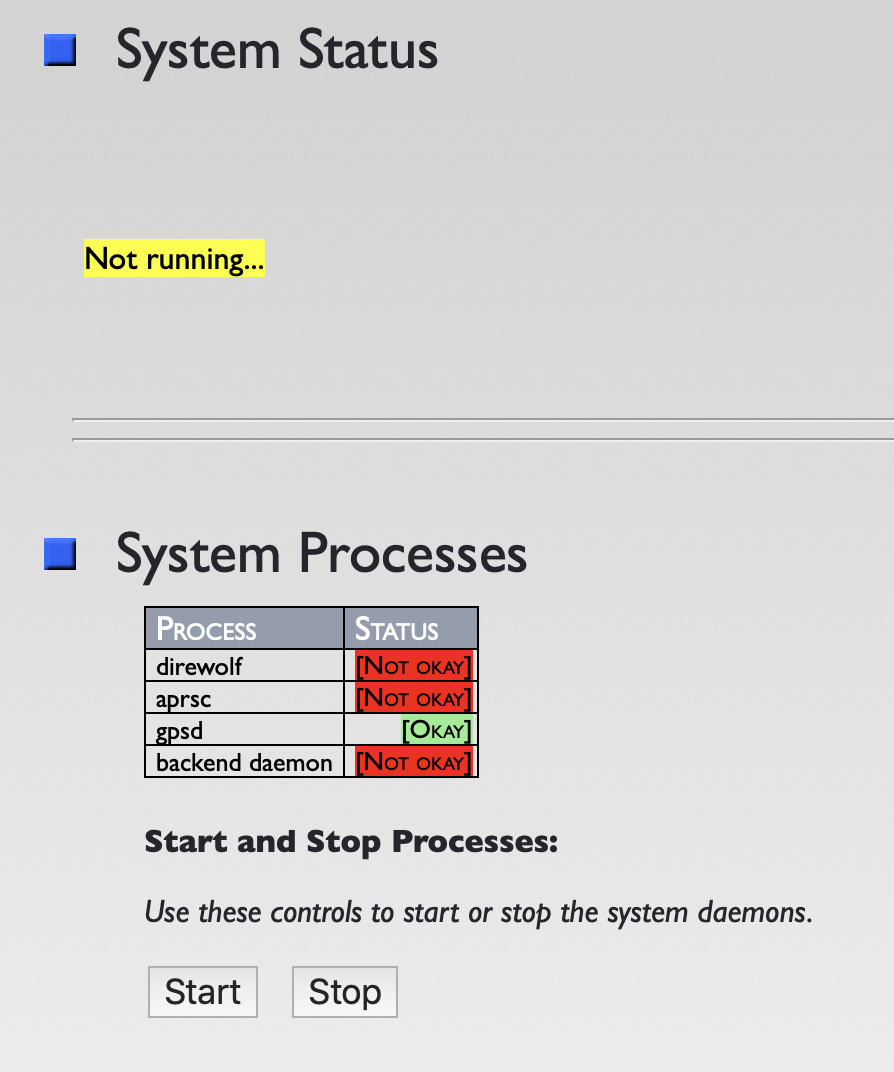 System Status
Not running...
System Processes
Process Status
direwolf [Not okay]
aprsc [Not okay]
gpsd [Okay]
backend daemon [Not okay]
Start and Stop Processes:
Use these controls to start or stop the system daemons.
Start Stop